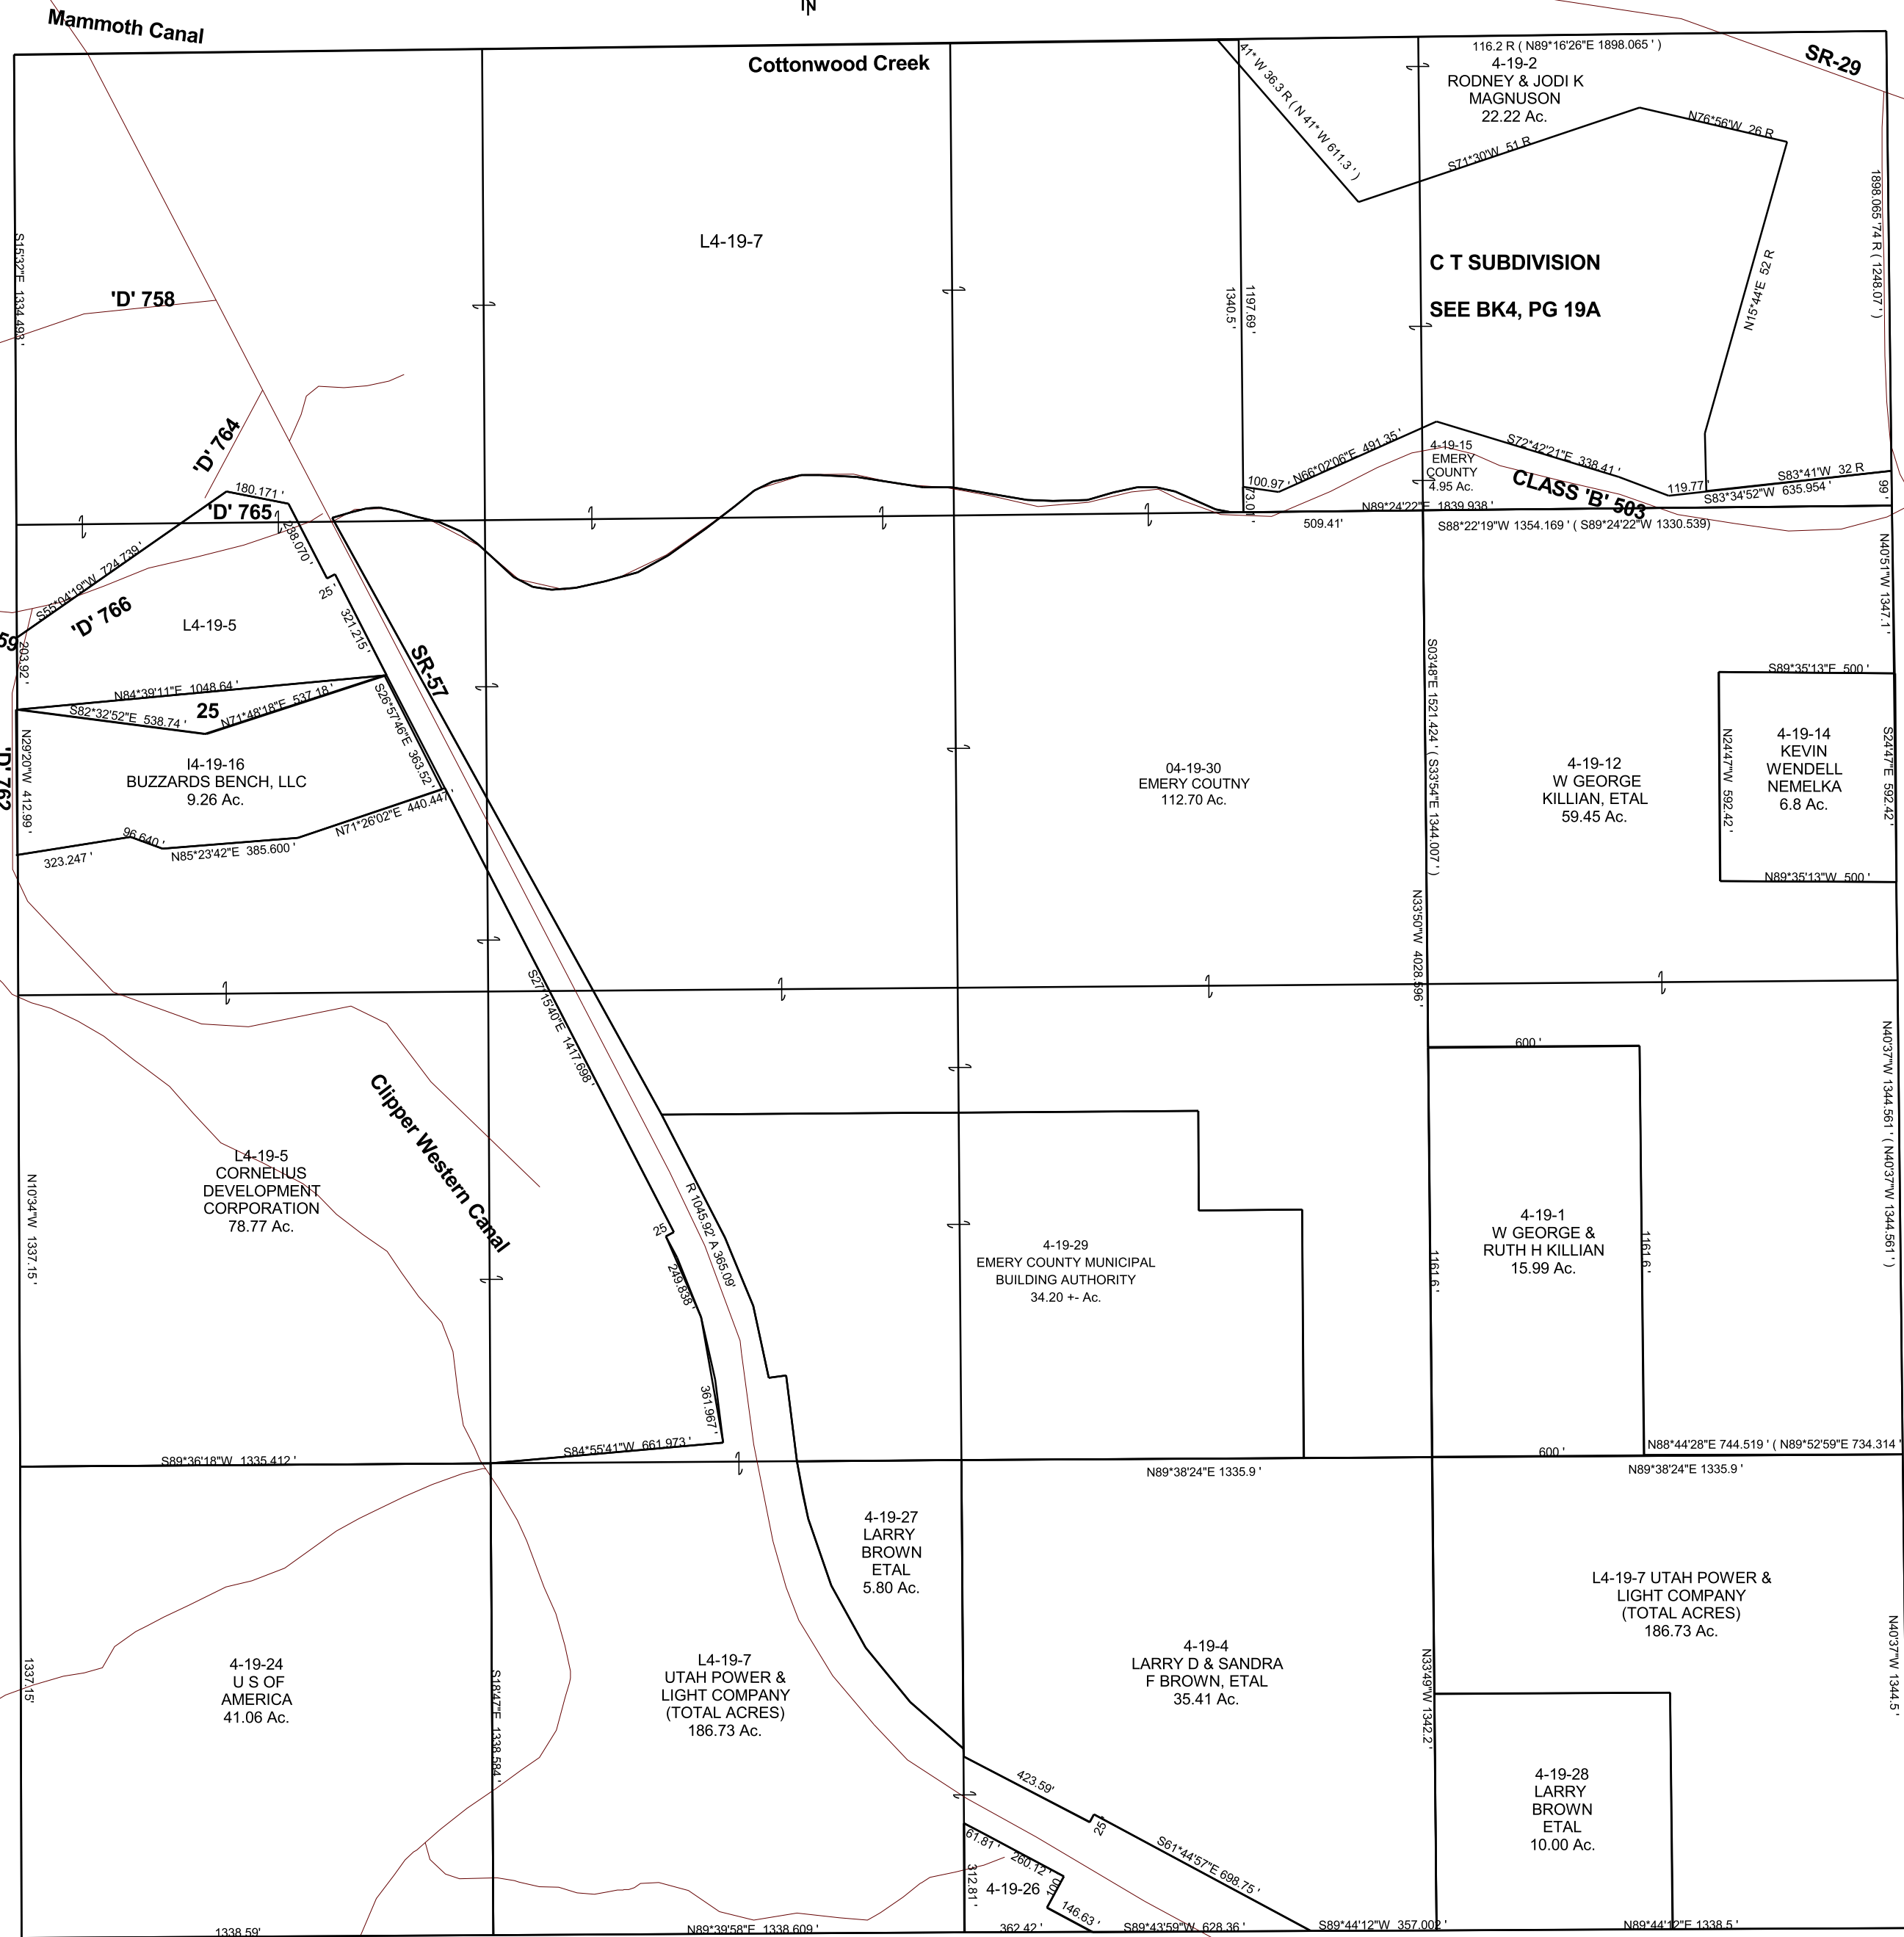 N
Mammoth Canal
Cottonwood Creek
SR-29
116.2 R ( N89*16'26"E 1898.065 ' )
4-19-2
RODNEY & JODI K
MAGNUSON
22.22 Ac.
41* W 36.3 R ( N 41* W 611.3 ' )
S71*30'W 51 R
N76*56'W 26 R
1898.065 '74 R ( 1248.07 ' )
N15*44'E 52 R
L4-19-7
C T SUBDIVISION
SEE BK4, PG 19A
S15'32"E 1334.493 '
'D' 758
1340.5 '
1197.69 '
'D' 764
180.171 '
'D' 765
238.070 '
S55*04'19"W 724.739 '
'D' 766
59
203.92 '
L4-19-5
25 '
321.215 '
100.97 '
N66*02'06"E 491.35 '
73.01 '
4-19-15
EMERY
COUNTY
4.95 Ac.
S72*42'21"E 338.41 '
CLASS 'B' 503
119.77 '
S83*41'W 32 R
S83*34'52"W 635.954 '
99 '
N89*24'22"E 1839.938 '
509.41'
S88*22'19"W 1354.169 ' ( S89*24'22"W 1330.539)
N40'51"W 1347.1 '
SR-57
N84*39'11"E 1048.64 '
S82*32'52"E 538.74 '
25
N71*48'18"E 537.18 '
S26*57'46"E 363.52 '
'D' 762
N29'20"W 412.99 '
I4-19-16
BUZZARDS BENCH, LLC
9.26 Ac.
323.247 '
96.640 '
N85*23'42"E 385.600 '
N71*26'02"E 440.447 '
04-19-30
EMERY COUTNY
112.70 Ac.
S03'48"E 1521.424 ' ( S33'54"E 1344.007 ' )
4-19-12
W GEORGE
KILLIAN, ETAL
59.45 Ac.
S89*35'13"E 500 '
N24'47"W 592.42 '
4-19-14
KEVIN
WENDELL
NEMELKA
6.8 Ac.
S24'47"E 592.42 '
N89*35'13"W 500 '
N33'50"W 4028.596 '
S27*15'40"E 1417.698 '
Clipper Western Canal
L4-19-5
CORNELIUS
DEVELOPMENT
CORPORATION
78.77 Ac.
N10'34"W 1337.15 '
25 '
249.838 '
R 1045.92' A 365.09'
361.967 '
4-19-29
EMERY COUNTY MUNICIPAL
BUILDING AUTHORITY
34.20 +- Ac.
600 '
1161.6 '
4-19-1
W GEORGE &
RUTH H KILLIAN
15.99 Ac.
1161.6 '
N40'37"W 1344.561 ' ( N40'37"W 1344.561 ' )
600 '
N88*44'28"E 744.519 ' ( N89*52'59"E 734.314 '
S89*36'18"W 1335.412 '
S84*55'41"W 661.973 '
N89*38'24"E 1335.9 '
N89*38'24"E 1335.9 '
4-19-27
LARRY
BROWN
ETAL
5.80 Ac.
L4-19-7 UTAH POWER &
LIGHT COMPANY
(TOTAL ACRES)
186.73 Ac.
1337.15'
4-19-24
U S OF
AMERICA
41.06 Ac.
S18'47"E 1338.584 '
L4-19-7
UTAH POWER &
LIGHT COMPANY
(TOTAL ACRES)
186.73 Ac.
4-19-4
LARRY D & SANDRA
F BROWN, ETAL
35.41 Ac.
N33'49"W 1342.2 '
N40'37"W 1344.5 '
4-19-28
LARRY
BROWN
ETAL
10.00 Ac.
423.59'
25'
S61*44'57"E 698.75 '
61.81 '
260.12 '
312.81 '
4-19-26
100'
146.63 '
1338.59'
N89*39'58"E 1338.609 '
362.42 '
S89*43'59"W 628.36 '
S89*44'12"W 357.002 '
N89*44'12"E 1338.5 '